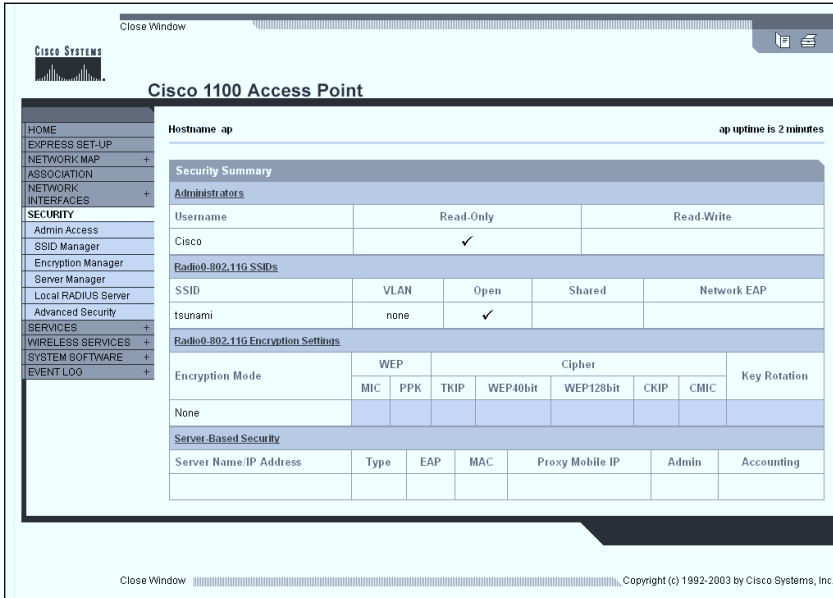 Close Window
CISCO SYSTEMS
Cisco 1100 Access Point
HOME
EXPRESS SET-UP
NETWORK MAP +
ASSOCIATION
NETWORK INTERFACES +
SECURITY
Admin Access
SSID Manager
Encryption Manager
Server Manager
Local RADIUS Server
Advanced Security
SERVICES +
WIRELESS SERVICES +
SYSTEM SOFTWARE +
EVENT LOG +
Hostname ap ap uptime is 2 minutes
Security Summary
Administrators
Username Read-Only Read-Write
Cisco ✓
Radio0-802.11G SSIDs
SSID VLAN Open Shared Network EAP
tsunami none ✓
Radio0-802.11G Encryption Settings
Encryption Mode WEP Cipher Key Rotation
MIC PPK TKIP WEP40bit WEP128bit CKIP CMIC
None
Server-Based Security
Server Name/IP Address Type EAP MAC Proxy Mobile IP Admin Accounting
Close Window Copyright (c) 1992-2003 by Cisco Systems, Inc.